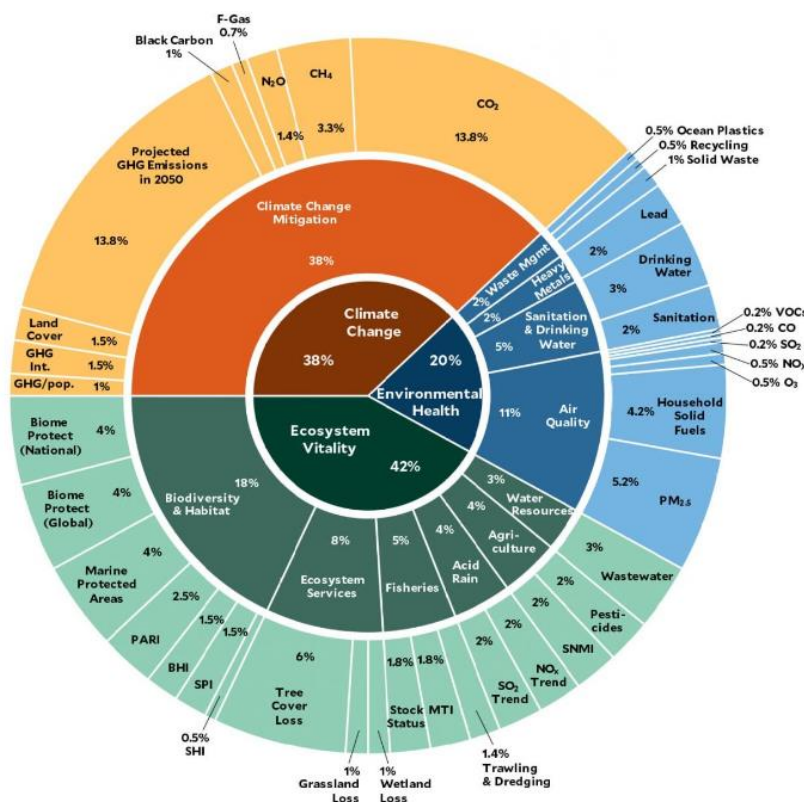 F-Gas
0.7%
Black Carbon
1%
N₂O
1.4%
CH₄
3.3%
CO₂
13.8%
Projected
GHG Emissions
in 2050
13.8%
Land
Cover
1.5%
GHG
Int.
1.5%
GHG/pop.
1%
Climate Change
Mitigation
38%
Climate
Change
38%
0.5% Ocean Plastics
0.5% Recycling
1% Solid Waste
Lead
2%
Drinking
Water
3%
Sanitation
2%
0.2% VOCs
0.2% CO
0.2% SO₂
0.5% NOₓ
0.5% O₃
Household
Solid
Fuels
4.2%
PM₂.₅
5.2%
Waste Mgmt
2%
Heavy
Metals
2%
Sanitation
& Drinking
Water
5%
Air
Quality
11%
20%
Environmental
Health
Ecosystem
Vitality
42%
18%
Biodiversity
& Habitat
8%
Ecosystem
Services
5%
Fisheries
4%
Acid
Rain
4%
Agri-
culture
3%
Water
Resources
Biome
Protect
(National)
4%
Biome
Protect
(Global)
4%
Marine
Protected
Areas
4%
2.5%
PARI
1.5%
BHI
1.5%
SPI
0.5%
SHI
6%
Tree
Cover
Loss
1%
Grassland
Loss
1%
Wetland
Loss
1.8%
Stock
Status
1.8%
MTI
1.4%
Trawling
& Dredging
2%
SO₂
Trend
2%
NOₓ
Trend
2%
SNMI
2%
Pesti-
cides
3%
Wastewater